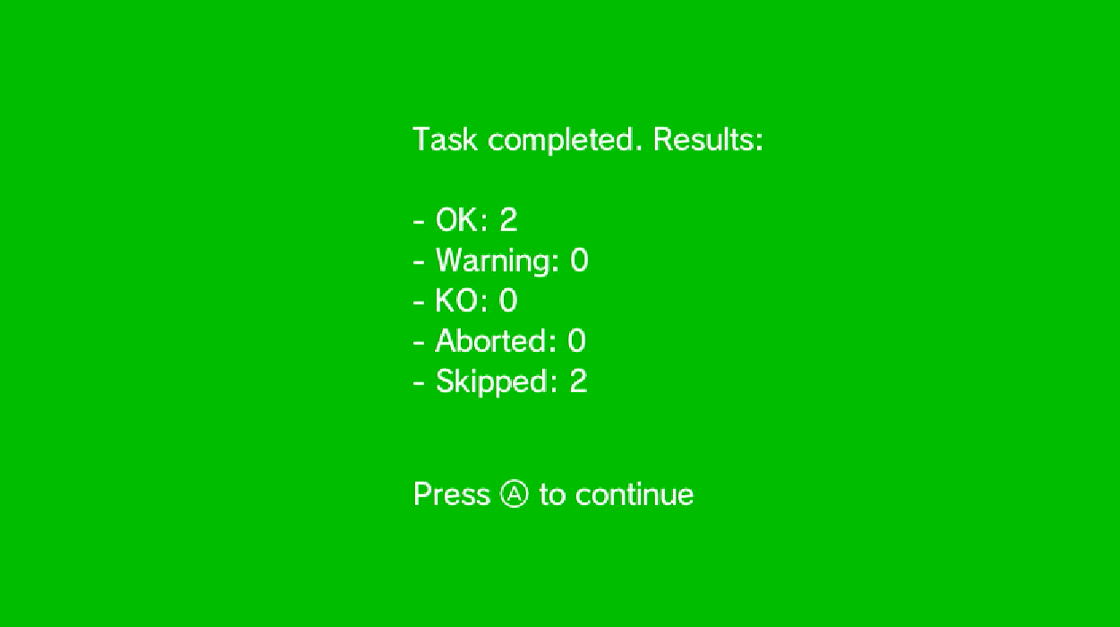 Task completed. Results:
- OK: 2
- Warning: 0
- KO: 0
- Aborted: 0
- Skipped: 2
Press Ⓐ to continue